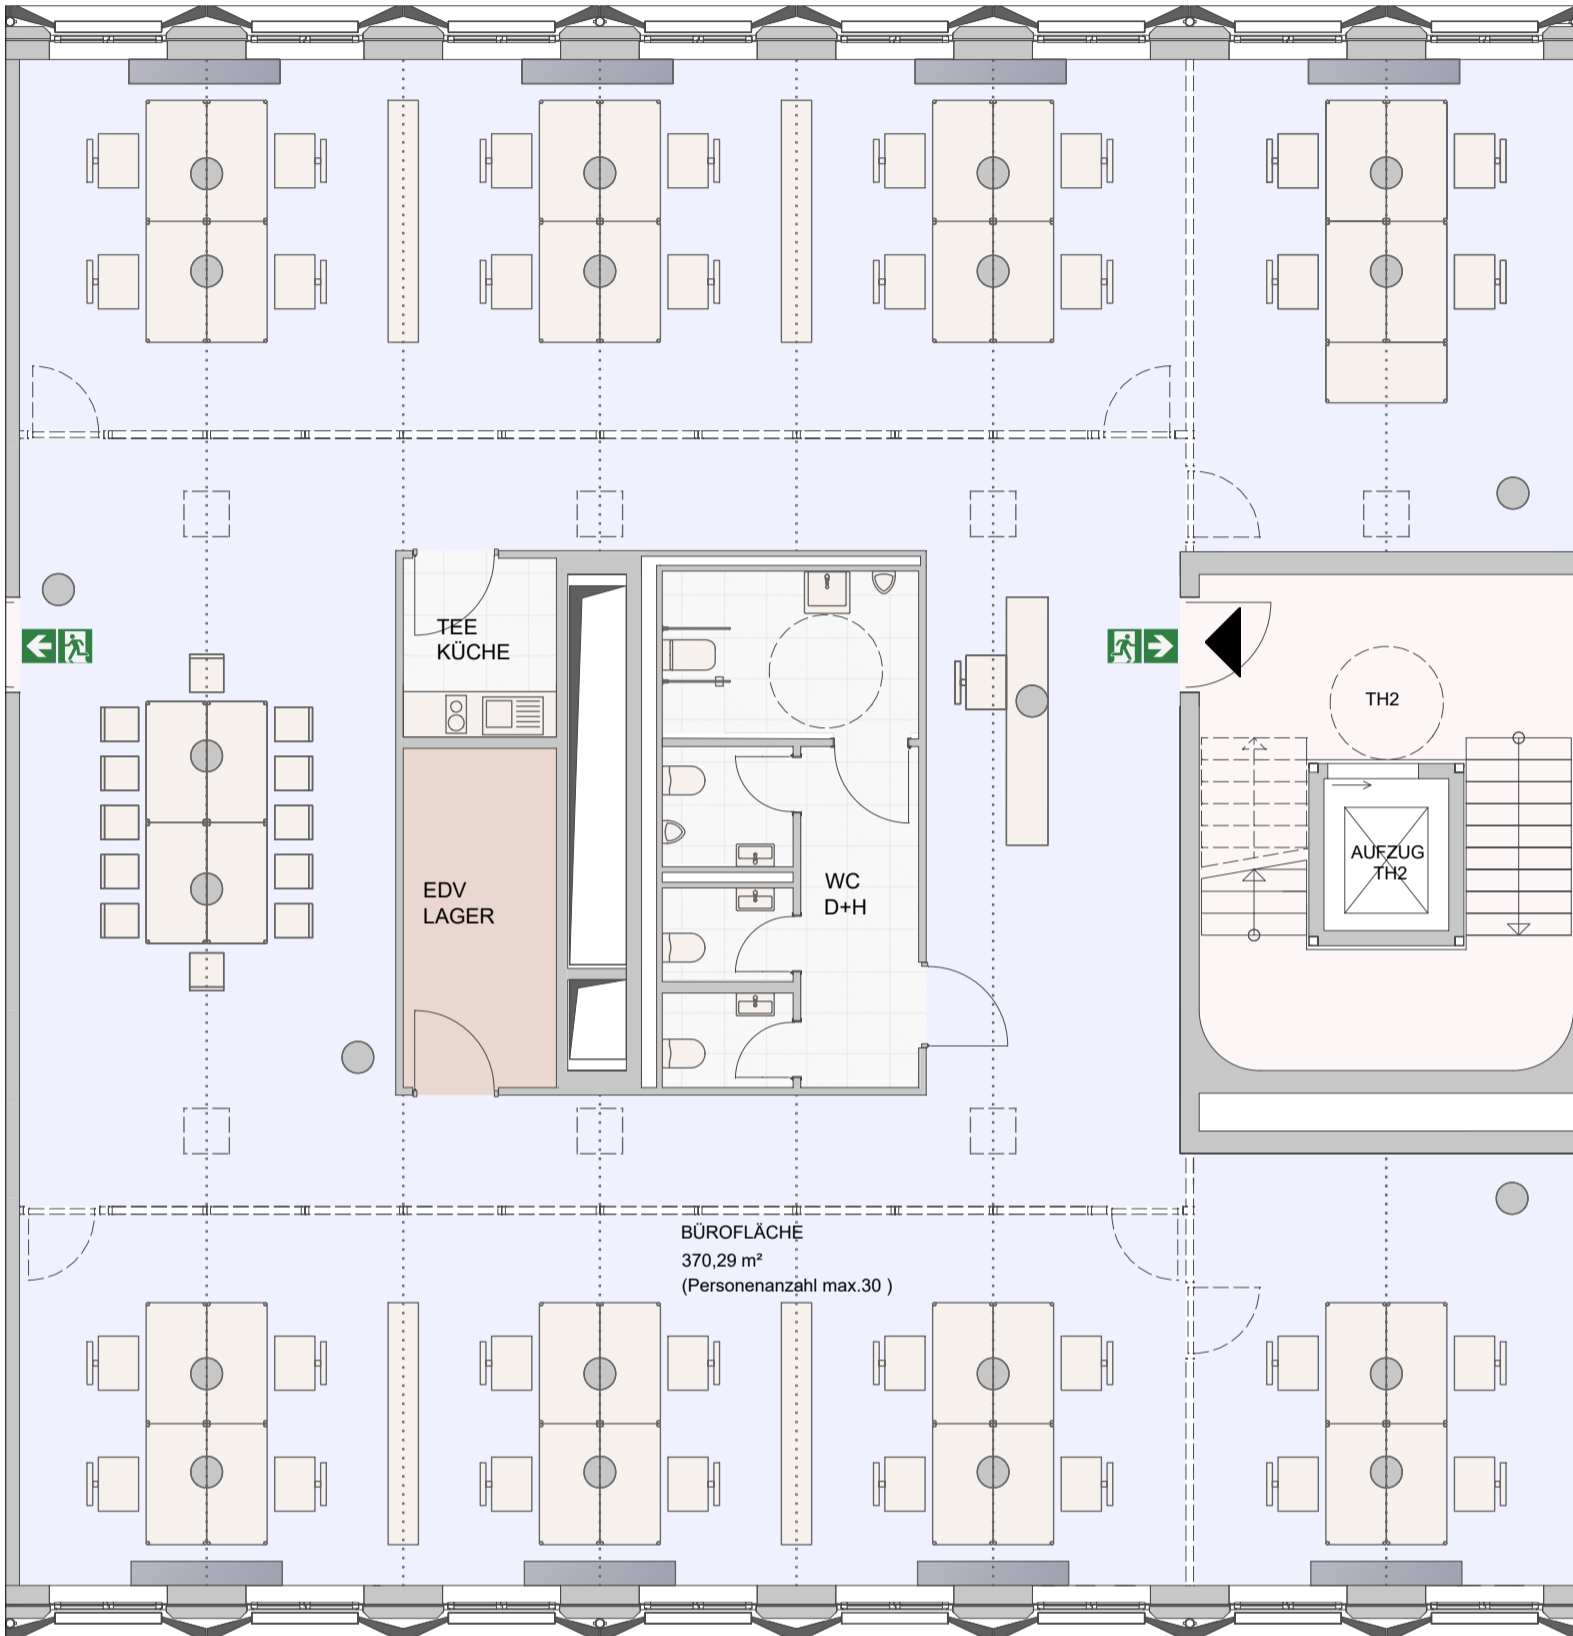 TEE
KÜCHE
TH2
AUFZUG
TH2
EDV
LAGER
WC
D+H
BÜROFLÄCHE
370,29 m²
(Personenanzahl max.30 )